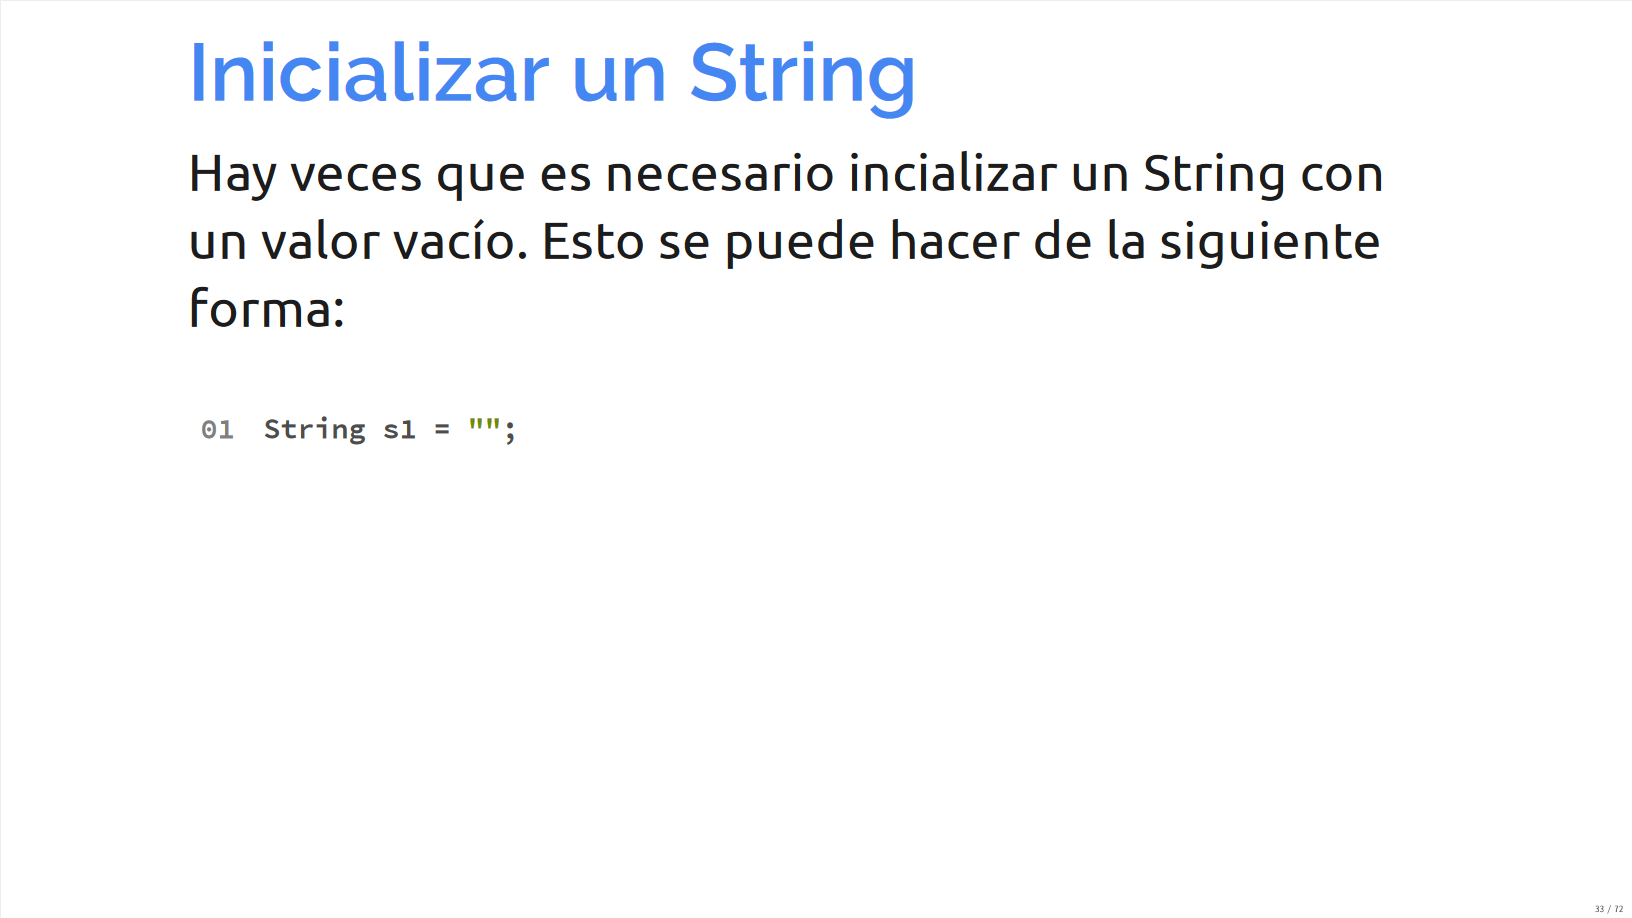 Inicializar un String
Hay veces que es necesario incializar un String con
un valor vacío. Esto se puede hacer de la siguiente
forma:
01 String s1 = "";
33 / 72